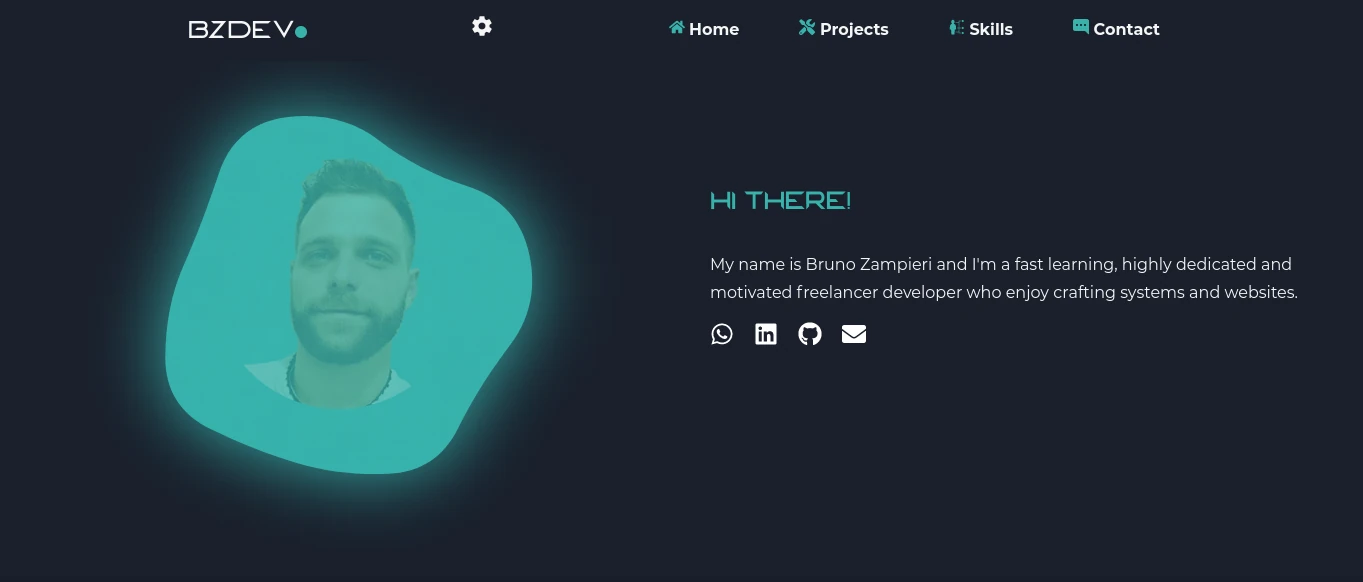 BZDEV
Home Projects Skills Contact
HI THERE!
My name is Bruno Zampieri and I'm a fast learning, highly dedicated and
motivated freelancer developer who enjoy crafting systems and websites.
in